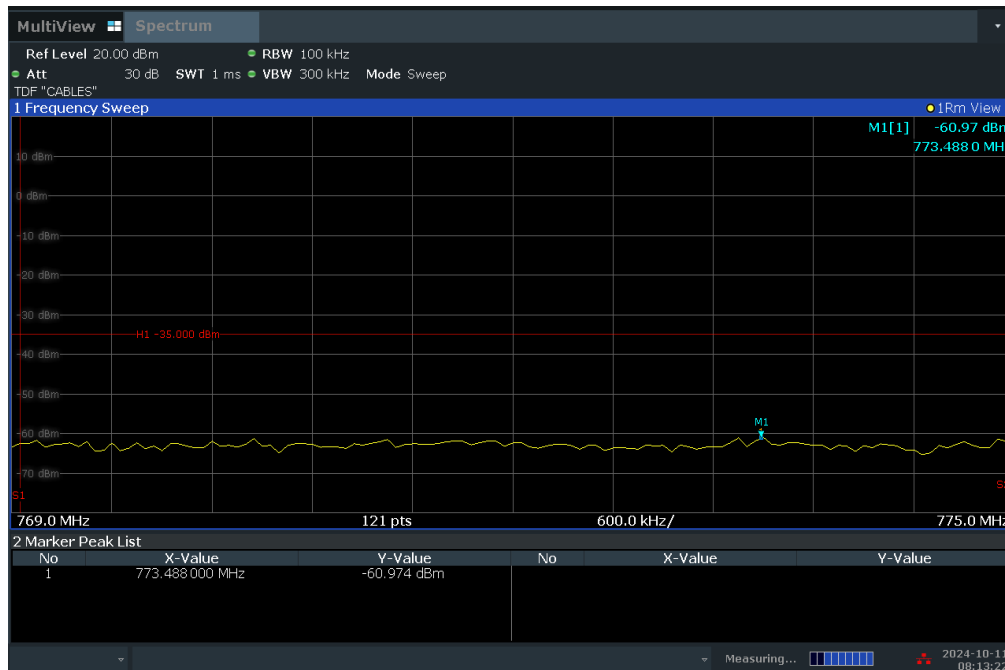 MultiView Spectrum
Ref Level 20.00 dBm RBW 100 kHz
Att 30 dB SWT 1 ms VBW 300 kHz Mode Sweep
TDF "CABLES"
1 Frequency Sweep 1Rm View
M1[1] -60.97 dBm
773.488 0 MH
10 dBm
0 dBm
-10 dBm
-20 dBm
-30 dBm
H1 -35.000 dBm
-40 dBm
-50 dBm
M1
-60 dBm
-70 dBm
S1
769.0 MHz 121 pts 600.0 kHz/ 775.0 MHz
2 Marker Peak List
No X-Value Y-Value No X-Value Y-Value
1 773.488 000 MHz -60.974 dBm
Measuring... 2024-10-11
08:13:2